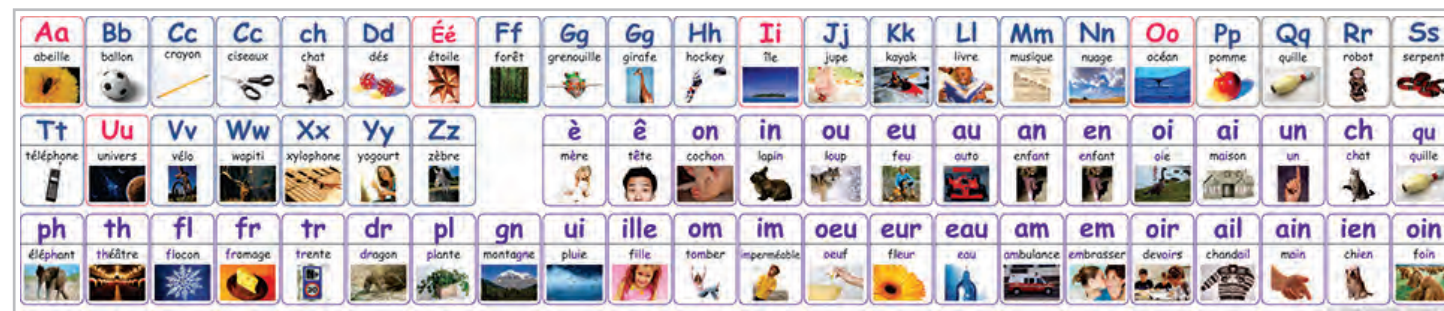 Aa Bb Cc Cc ch Dd Éé Ff Gg Gg Hh Ii Jj Kk Ll Mm Nn Oo Pp Qq Rr Ss
abeille ballon crayon ciseaux chat dés étoile forêt grenouille girafe hockey île jupe kayak livre musique nuage océan pomme quille robot serpent
Tt Uu Vv Ww Xx Yy Zz è ê on in ou eu au an en oi ai un ch qu
téléphone univers vélo wapiti xylophone yogourt zèbre mère tête cochon lapin loup feu auto enfant enfant oie maison un chat quille
ph th fl fr tr dr pl gn ui ille om im oeu eur eau am em oir ail ain ien oin
éléphant théâtre flocon fromage trente dragon plante montagne pluie fille tomber imperméable oeuf fleur eau ambulance embrasser devoirs chandail main chien foin